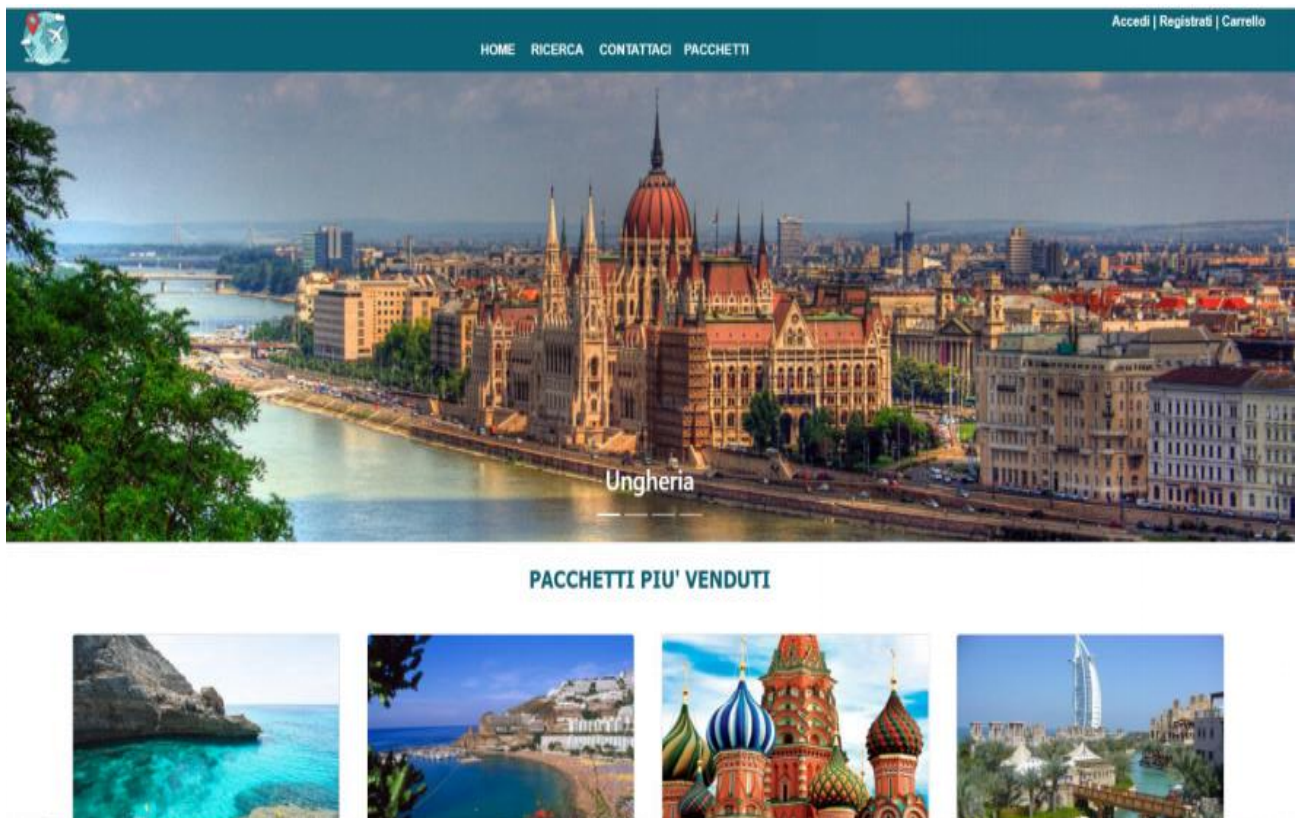 Accedi | Registrati | Carrello
HOME RICERCA CONTATTACI PACCHETTI
Ungheria
PACCHETTI PIU' VENDUTI